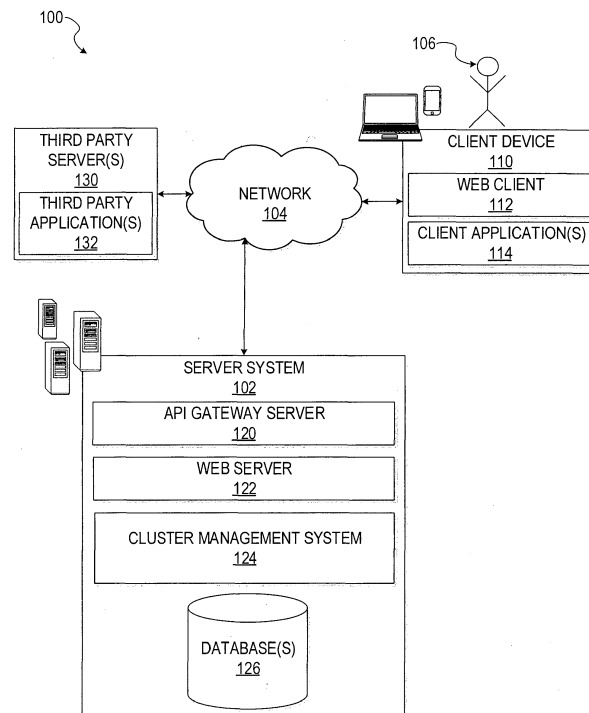 100
106
THIRD PARTY
SERVER(S)
130
THIRD PARTY
APPLICATION(S)
132
NETWORK
104
CLIENT DEVICE
110
WEB CLIENT
112
CLIENT APPLICATION(S)
114
SERVER SYSTEM
102
API GATEWAY SERVER
120
WEB SERVER
122
CLUSTER MANAGEMENT SYSTEM
124
DATABASE(S)
126